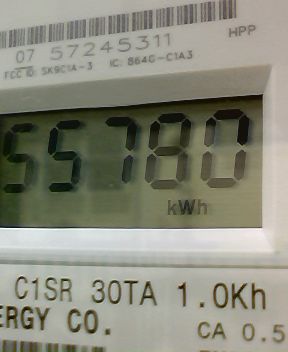 07 57245311
HPP
FCC ID: SK9C1A-3 IC: 864G-C1A3
55780
kWh
C1SR 30TA 1.0Kh
ERGY CO.
CA 0.5